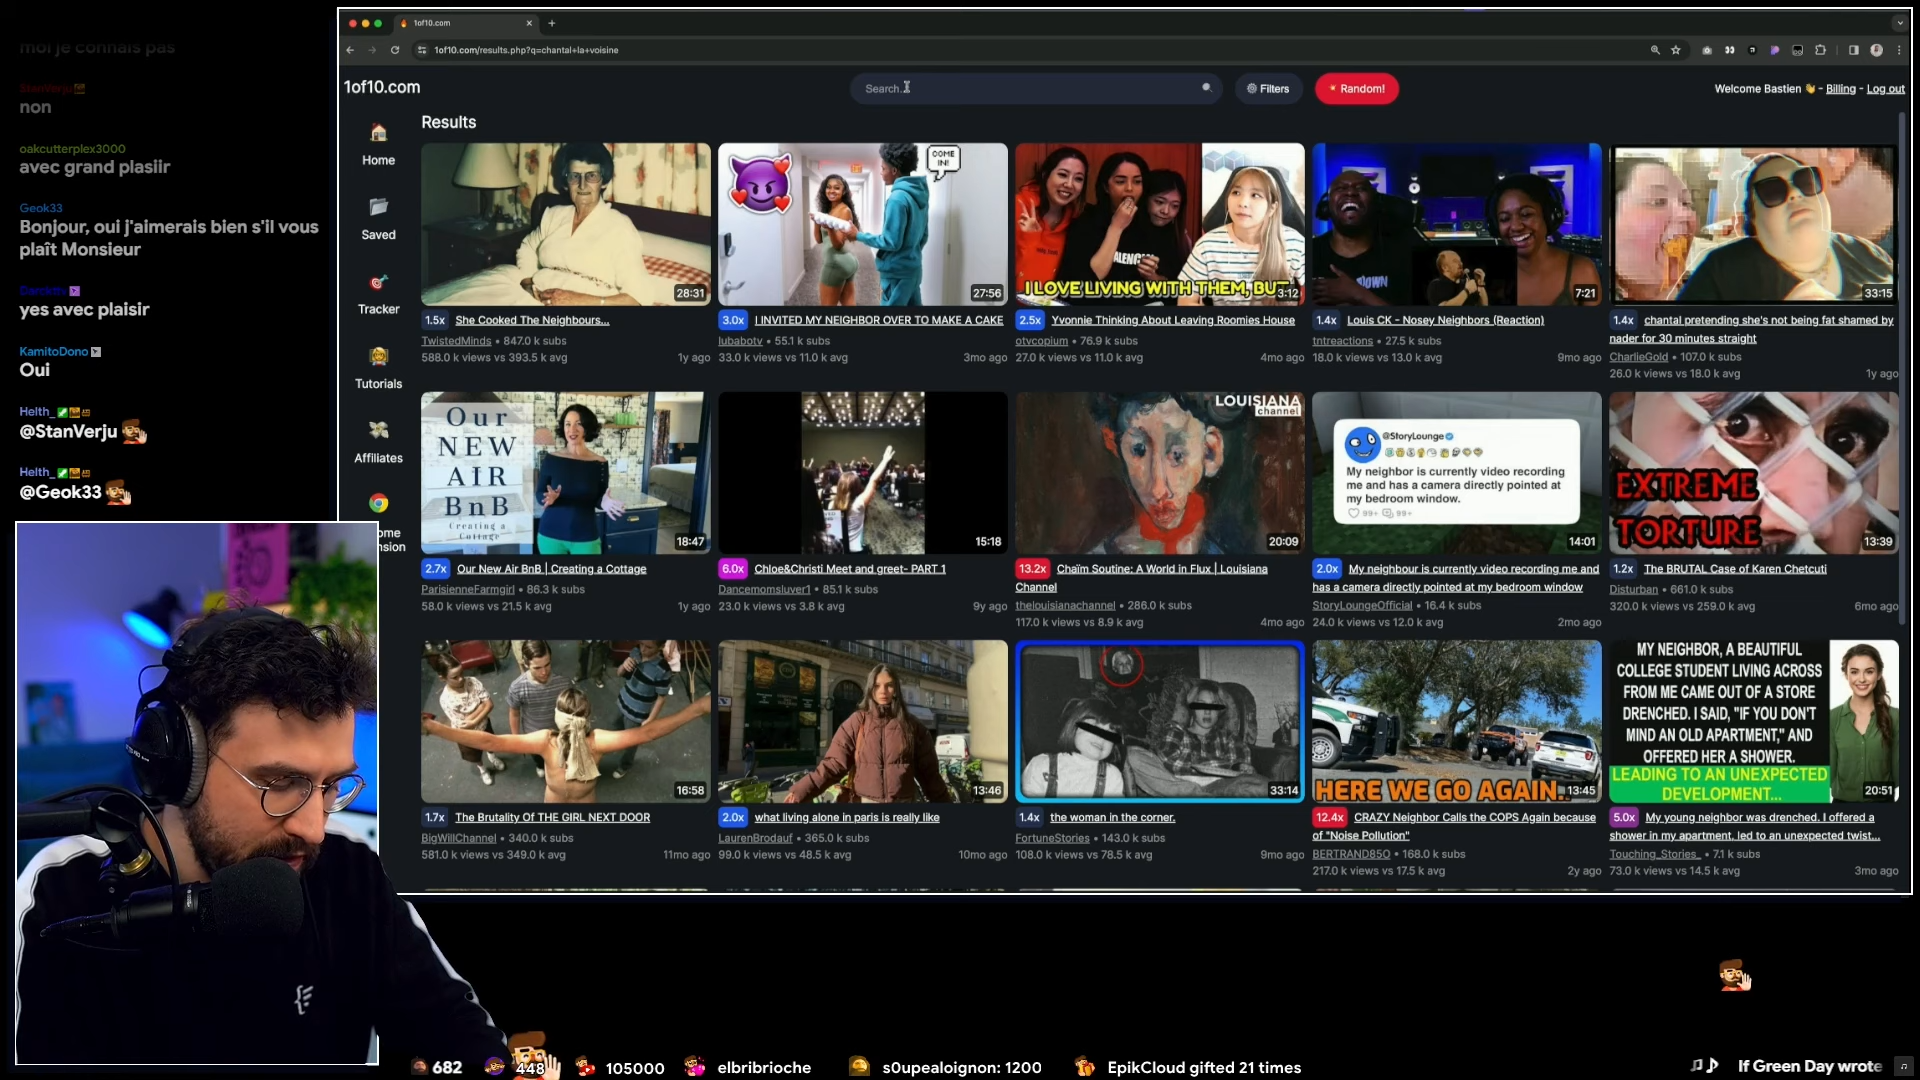 moi je connais pas
StanVerju
non
oakcutterplex3000
avec grand plaisiir
Geok33
Bonjour, oui j'aimerais bien s'il vous
plaît Monsieur
yes avec plaisir
KamitoDono
Oui
Helth_
@StanVerju
Helth_
@Geok33
1of10.com
1of10.com/results.php?q=chantal+la+voisine
1of10.com
Search.
Filters
Random!
Welcome Bastien 👋 - Billing - Log out
Home
Saved
Tracker
Tutorials
Affiliates
ome
nsion
Results
28:31
1.5x She Cooked The Neighbours...
TwistedMinds • 847.0 k subs
588.0 k views vs 393.5 k avg 1y ago
COME
IN!
27:56
3.0x I INVITED MY NEIGHBOR OVER TO MAKE A CAKE
lubabotv • 55.1 k subs
33.0 k views vs 11.0 k avg 3mo ago
I LOVE LIVING WITH THEM, BUT
3:12
2.5x Yvonnie Thinking About Leaving Roomies House
otvcopium • 76.9 k subs
27.0 k views vs 11.0 k avg 4mo ago
7:21
1.4x Louis CK - Nosey Neighbors (Reaction)
tntreactions • 27.5 k subs
18.0 k views vs 13.0 k avg 9mo ago
33:15
1.4x chantal pretending she's not being fat shamed by
nader for 30 minutes straight
CharlieGold • 107.0 k subs
26.0 k views vs 18.0 k avg 1y ago
Our
NEW
AIR
BnB
Creating a
Cottage
18:47
2.7x Our New Air BnB | Creating a Cottage
ParisienneFarmgirl • 86.3 k subs
58.0 k views vs 21.5 k avg 1y ago
15:18
6.0x Chloe&Christi Meet and greet- PART 1
Dancemomsluver1 • 85.1 k subs
23.0 k views vs 3.8 k avg 9y ago
LOUISIANA
channel
20:09
13.2x Chaïm Soutine: A World in Flux | Louisiana
Channel
thelouisianachannel • 286.0 k subs
117.0 k views vs 8.9 k avg 4mo ago
@StoryLounge
My neighbor is currently video recording
me and has a camera directly pointed at
my bedroom window.
99+ 99+
14:01
2.0x My neighbor is currently video recording me and
has a camera directly pointed at my bedroom window
StoryLoungeOfficial • 16.4 k subs
24.0 k views vs 12.0 k avg 2mo ago
EXTREME
TORTURE
13:39
1.2x The BRUTAL Case of Karen Chetcuti
Disturban • 661.0 k subs
320.0 k views vs 259.0 k avg 6mo ago
16:58
1.7x The Brutality Of THE GIRL NEXT DOOR
BigWillChannel • 340.0 k subs
581.0 k views vs 349.0 k avg 11mo ago
13:46
2.0x what living alone in paris is really like
LaurenBrodauf • 365.0 k subs
99.0 k views vs 48.5 k avg 10mo ago
33:14
1.4x the woman in the corner.
FortuneStories • 143.0 k subs
108.0 k views vs 78.5 k avg 9mo ago
HERE WE GO AGAIN..
13:45
12.4x CRAZY Neighbor Calls the COPS Again because
of "Noise Pollution"
BERTRAND85O • 168.0 k subs
217.0 k views vs 17.5 k avg 2y ago
MY NEIGHBOR, A BEAUTIFUL
COLLEGE STUDENT LIVING ACROSS
FROM ME CAME OUT OF A STORE
DRENCHED. I SAID, "IF YOU DON'T
MIND AN OLD APARTMENT," AND
OFFERED HER A SHOWER.
LEADING TO AN UNEXPECTED
DEVELOPMENT...
20:51
5.0x My young neighbor was drenched. I offered a
shower in my apartment, led to an unexpected twist...
Touching_Stories_ • 7.1 k subs
73.0 k views vs 14.5 k avg 3mo ago
682
448
105000
elbribrioche
s0upealoignon: 1200
EpikCloud gifted 21 times
If Green Day wrote